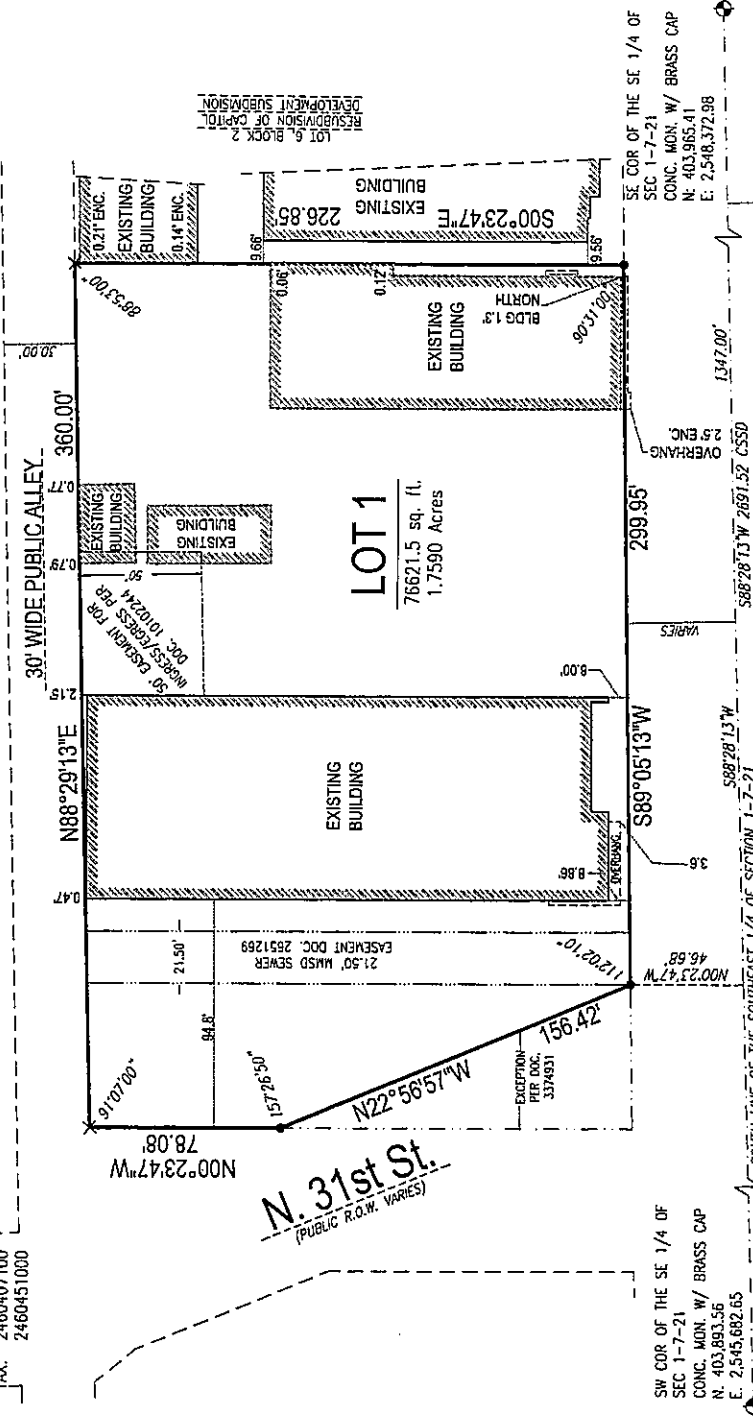 TAX:
2460407100
2460451000
30' WIDE PUBLIC ALLEY
30.00'
N88°29'13"E
360.00'
0.47'
2.15'
0.79'
0.77'
91°07'00"
88°53'00"
N00°23'47"W
78.08'
157°26'50"
N22°56'57"W
156.42'
112°02'10"
N. 31st St.
(PUBLIC R.O.W. VARIES)
EXCEPTION
PER DOC.
3374931
21.50'
94.8'
21.50' MMSD SEWER
EASEMENT DOC. 2651269
EXISTING
BUILDING
8.86'
OVERHANG
3.6
8.00'
50' EASEMENT FOR
INGRESS/EGRESS PER
DOC. 10102244
50'
EXISTING
BUILDING
EXISTING
BUILDING
LOT 1
76621.5 sq. ft.
1.7590 Acres
EXISTING
BUILDING
0.06'
0.12'
BLDG 1.3'
NORTH
90°31'00"
0.21' ENC.
EXISTING
BUILDING
0.14' ENC.
9.66'
226.85
S00°23'47"E
EXISTING
BUILDING
9.56'
LOT 6, BLOCK 2
RESUBDIVISION OF CAPITOL
DEVELOPMENT SUBDIVISION
S89°05'13"W
299.95'
OVERHANG
2.5' ENC.
VARIES
N00°23'47"W
46.68'
S88°28'13"W
1347.00'
S88°28'13"W 2691.52 CSSD
LINE OF THE SOUTHEAST 1/4 OF SECTION 1-7-21
SW COR OF THE SE 1/4 OF
SEC 1-7-21
CONC. MON. W/ BRASS CAP
N. 403,893.56
E. 2,545,682.65
SE COR OF THE SE 1/4 OF
SEC 1-7-21
CONC. MON. W/ BRASS CAP
N: 403,965.41
E: 2,548,372.98